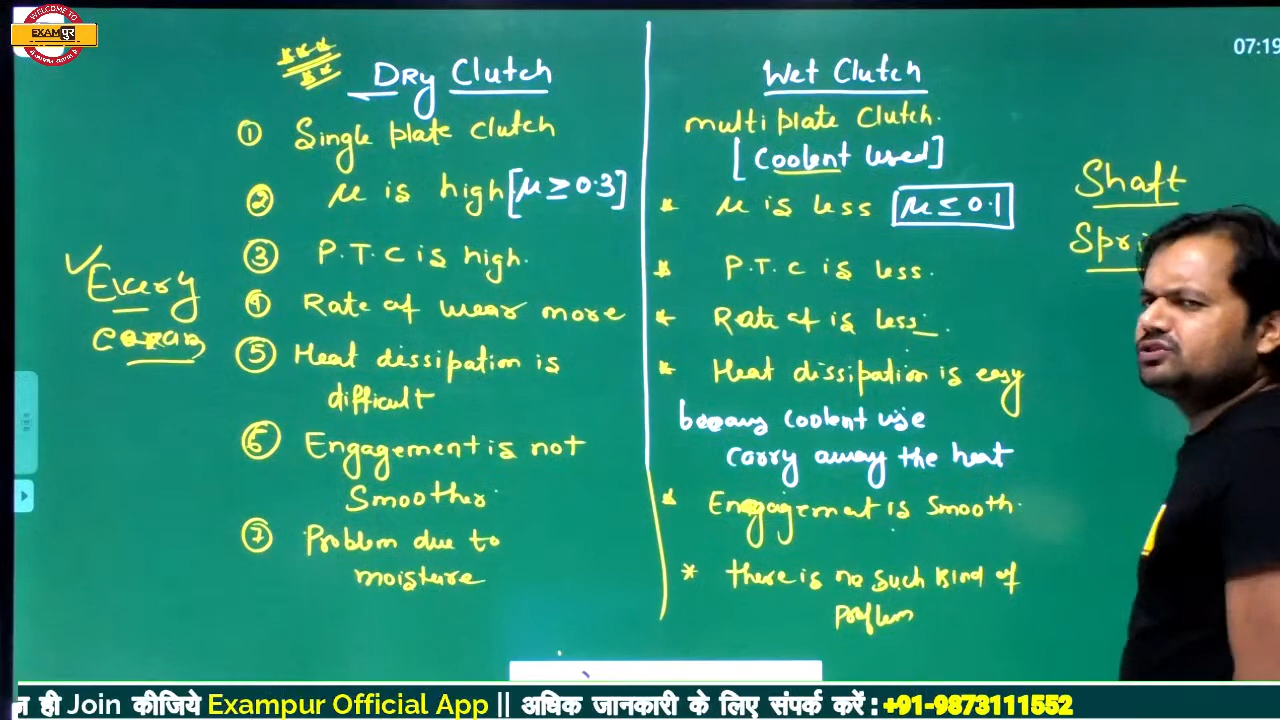 WELCOME TO
EXAM पुर
07:19
Dry Clutch
① Single plate clutch
② μ is high [μ ≥ 0.3]
③ P.T.C is high.
④ Rate of wear more
⑤ Heat dissipation is
difficult
⑥ Engagement is not
Smoother
⑦ Problem due to
moisture
Every
Wet Clutch
multiplate Clutch.
[Coolent Used]
* μ is less μ ≤ 0.1
* P.T.C is less.
* Rate of is less.
* Heat dissipation is easy
coolent use
carry away the heat
* Engagement is smooth.
* there is no such kind of
problem
Shaft
Spri
ही Join कीजिये Exampur Official App || अधिक जानकारी के लिए संपर्क करें : +91-9873111552